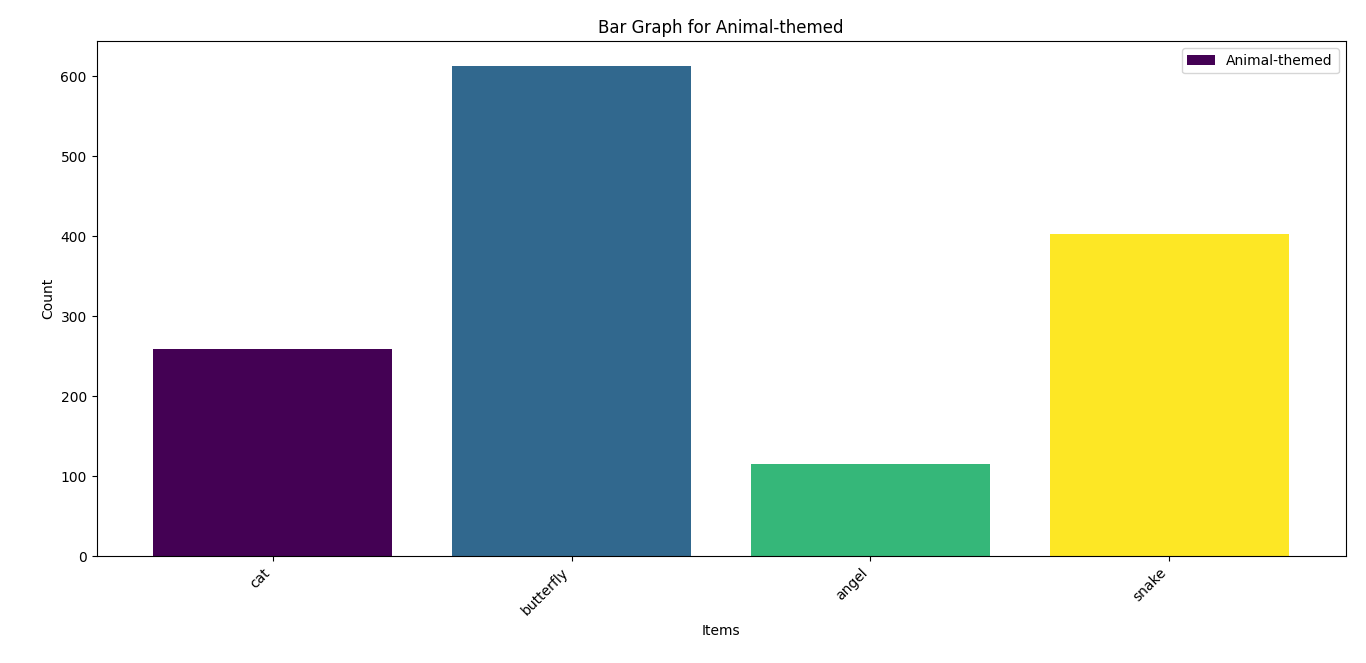 Bar Graph for Animal-themed
Animal-themed
600
500
400
300
200
100
0
Count
cat
butterfly
angel
snake
Items